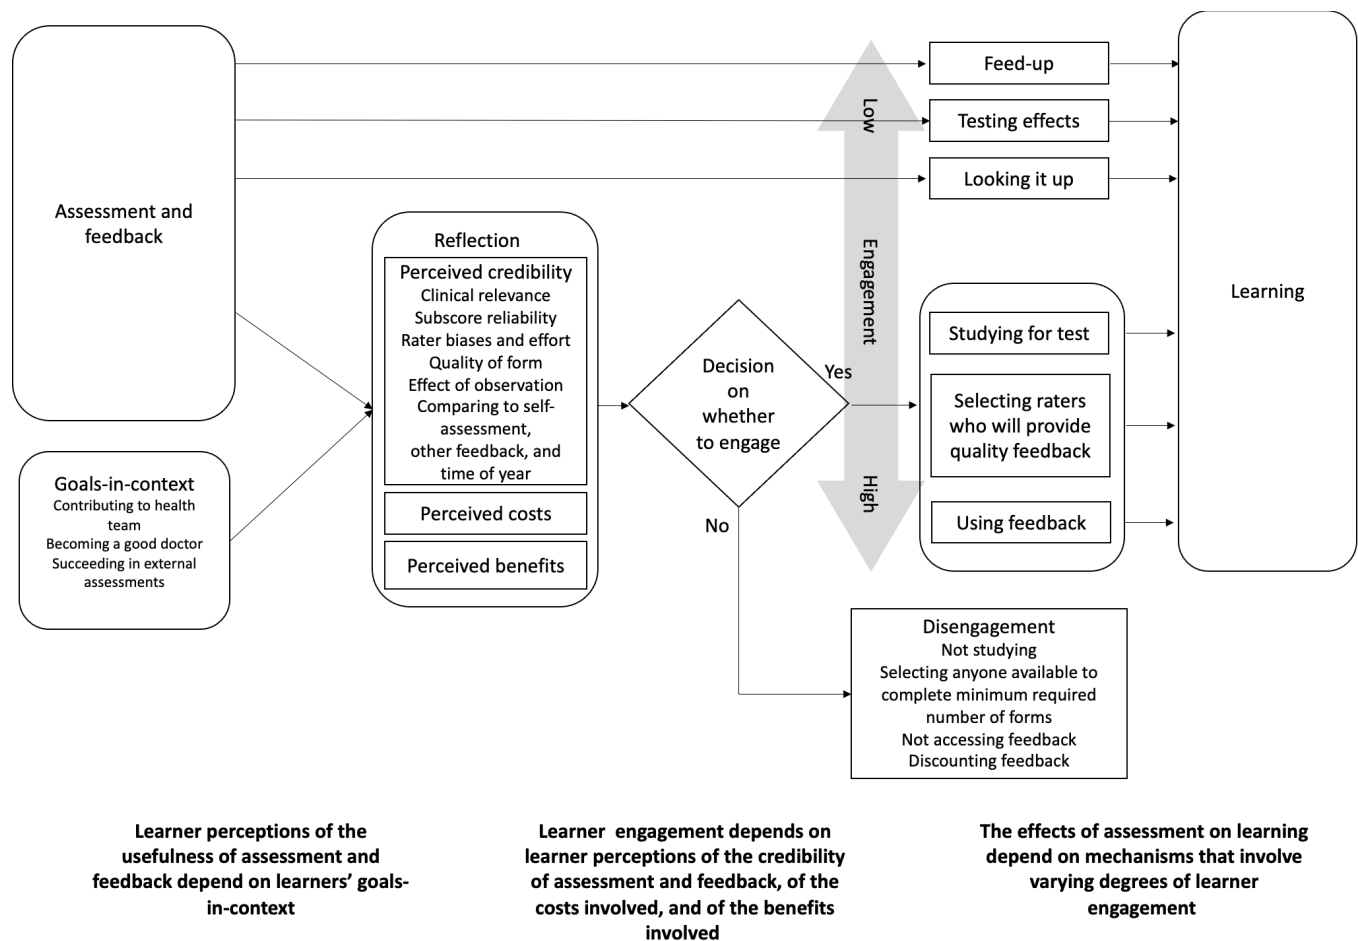 Assessment and
feedback
Goals-in-context
Contributing to health
team
Becoming a good doctor
Succeeding in external
assessments
Reflection
Perceived credibility
Clinical relevance
Subscore reliability
Rater biases and effort
Quality of form
Effect of observation
Comparing to self-
assessment,
other feedback, and
time of year
Perceived costs
Perceived benefits
Decision
on
whether
to engage
Yes
No
Low
Engagement
High
Feed-up
Testing effects
Looking it up
Studying for test
Selecting raters
who will provide
quality feedback
Using feedback
Learning
Disengagement
Not studying
Selecting anyone available to
complete minimum required
number of forms
Not accessing feedback
Discounting feedback
Learner perceptions of the
usefulness of assessment and
feedback depend on learners’ goals-
in-context
Learner engagement depends on
learner perceptions of the credibility
of assessment and feedback, of the
costs involved, and of the benefits
involved
The effects of assessment on learning
depend on mechanisms that involve
varying degrees of learner
engagement